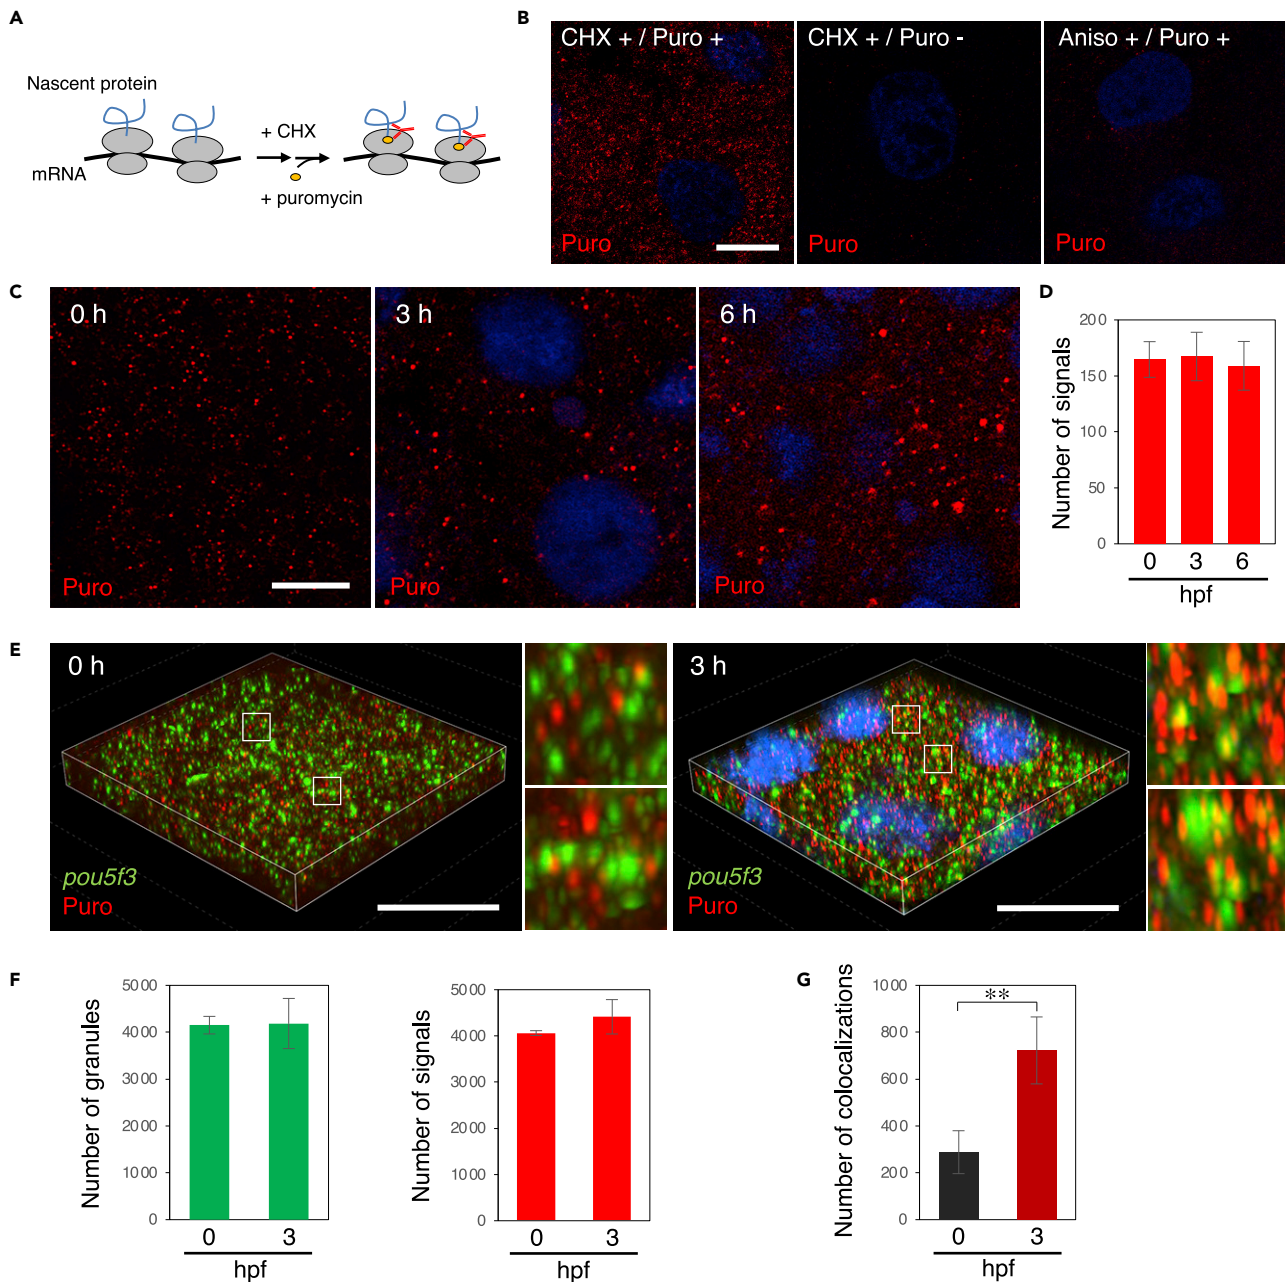 A
Nascent protein
mRNA
+ CHX
+ puromycin
B
CHX + / Puro +
Puro
CHX + / Puro -
Puro
Aniso + / Puro +
Puro
C
0 h
Puro
3 h
Puro
6 h
Puro
D
Number of signals
200
150
100
50
0
0 3 6
hpf
E
0 h
pou5f3
Puro
3 h
pou5f3
Puro
F
Number of granules
5000
4000
3000
2000
1000
0
0 3
hpf
Number of signals
5000
4000
3000
2000
1000
0
0 3
hpf
G
Number of colocalizations
1000
800
600
400
200
0
**
0 3
hpf